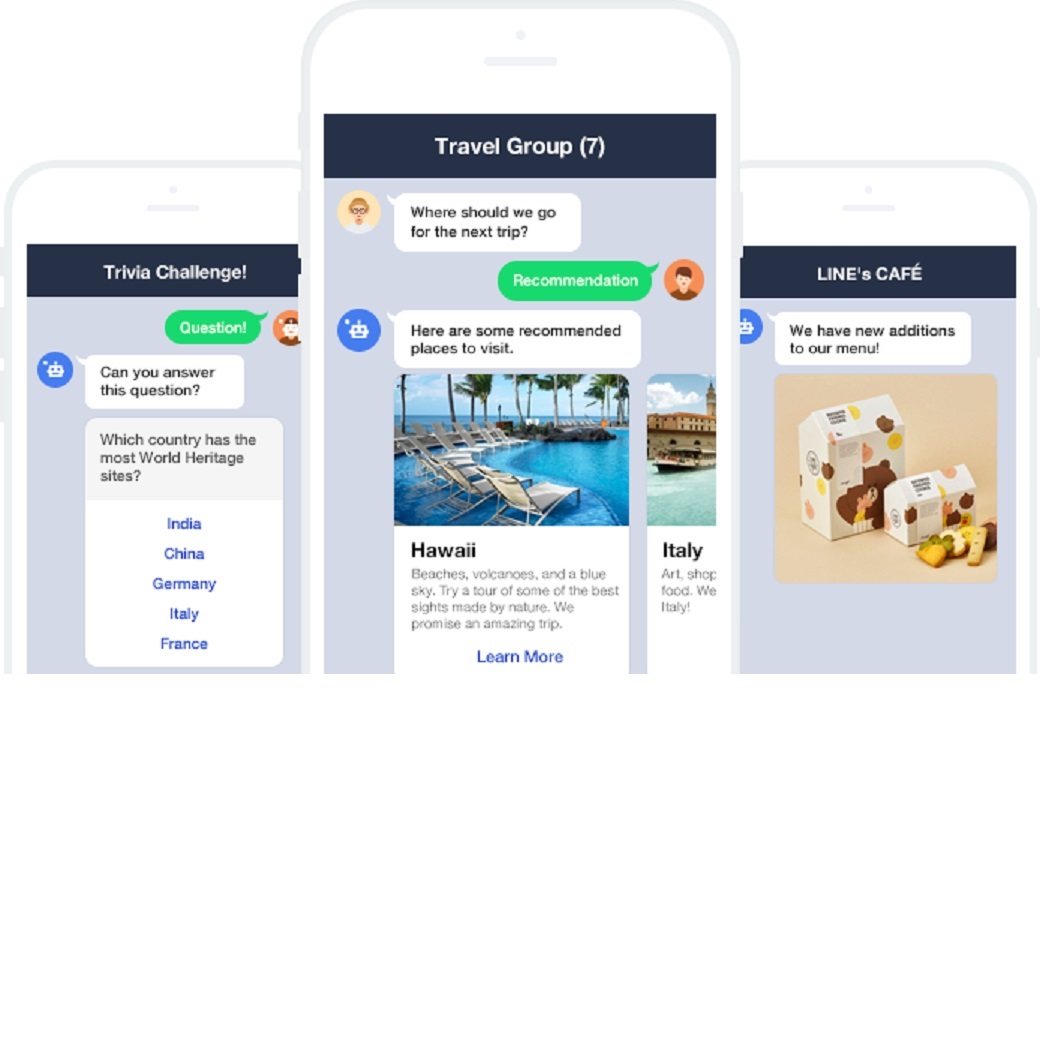 Trivia Challenge!
Question!
Can you answer
this question?
Which country has the
most World Heritage
sites?
India
China
Germany
Italy
France
Travel Group (7)
Where should we go
for the next trip?
Recommendation
Here are some recommended
places to visit.
Hawaii
Beaches, volcanoes, and a blue
sky. Try a tour of some of the best
sights made by nature. We
promise an amazing trip.
Learn More
Italy
Art, shop
food. We
Italy!
LINE's CAFÉ
We have new additions
to our menu!